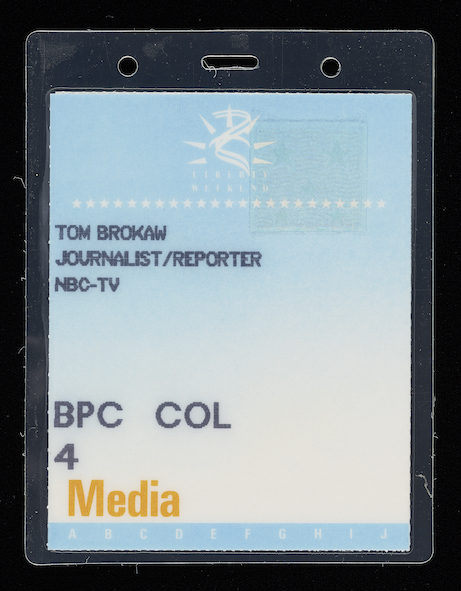 LIBERTY
WEEKEND
TOM BROKAW
JOURNALIST/REPORTER
NBC-TV
BPC COL
4
Media
A B C D E F G H I J